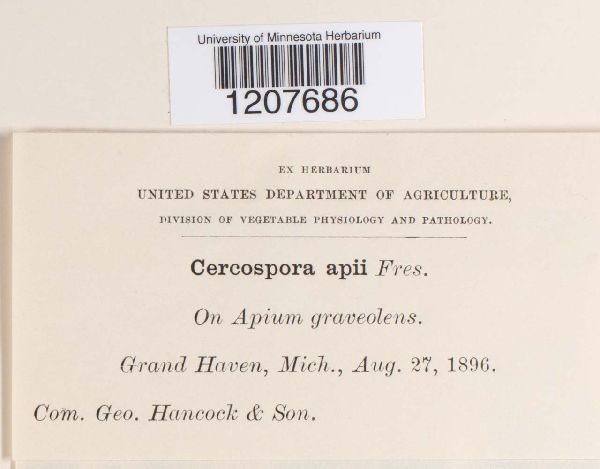 University of Minnesota Herbarium
1207686
EX HERBARIUM
UNITED STATES DEPARTMENT OF AGRICULTURE,
DIVISION OF VEGETABLE PHYSIOLOGY AND PATHOLOGY.
Cercospora apii Fres.
On Apium graveolens.
Grand Haven, Mich., Aug. 27, 1896.
Com. Geo. Hancock & Son.